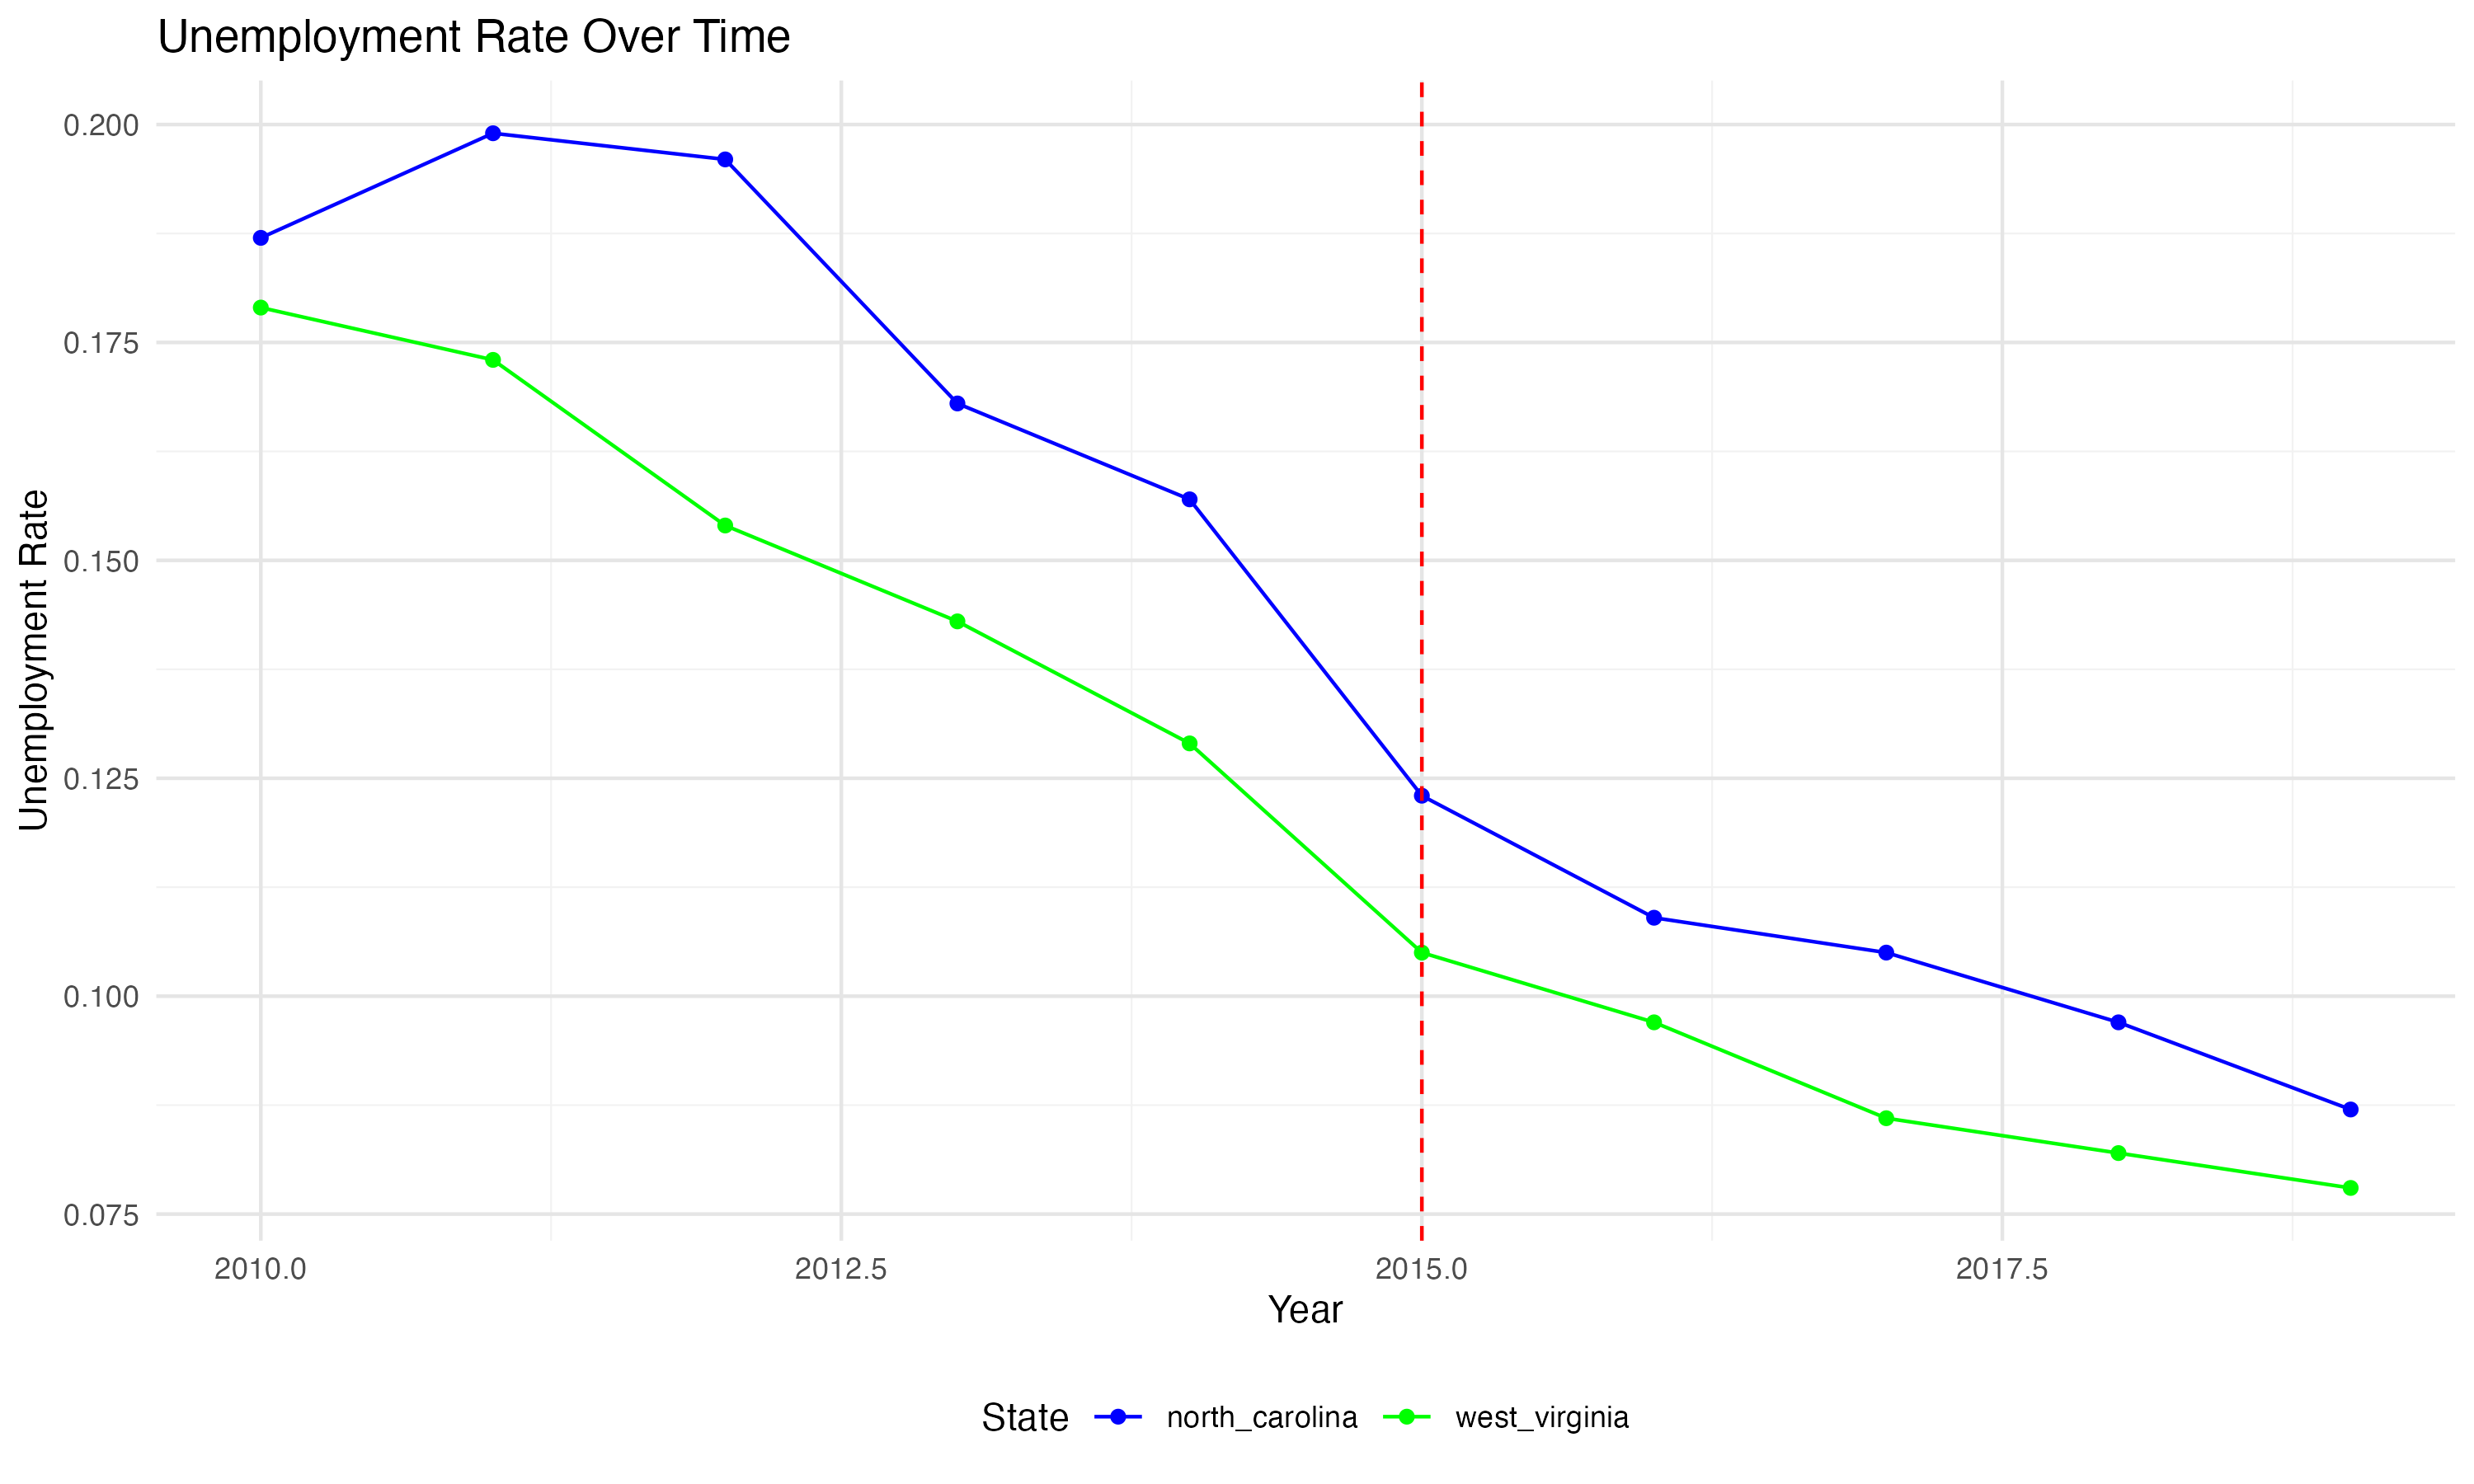 Unemployment Rate Over Time
Unemployment Rate
0.200
0.175
0.150
0.125
0.100
0.075
2010.0 2012.5 2015.0 2017.5
Year
State north_carolina west_virginia